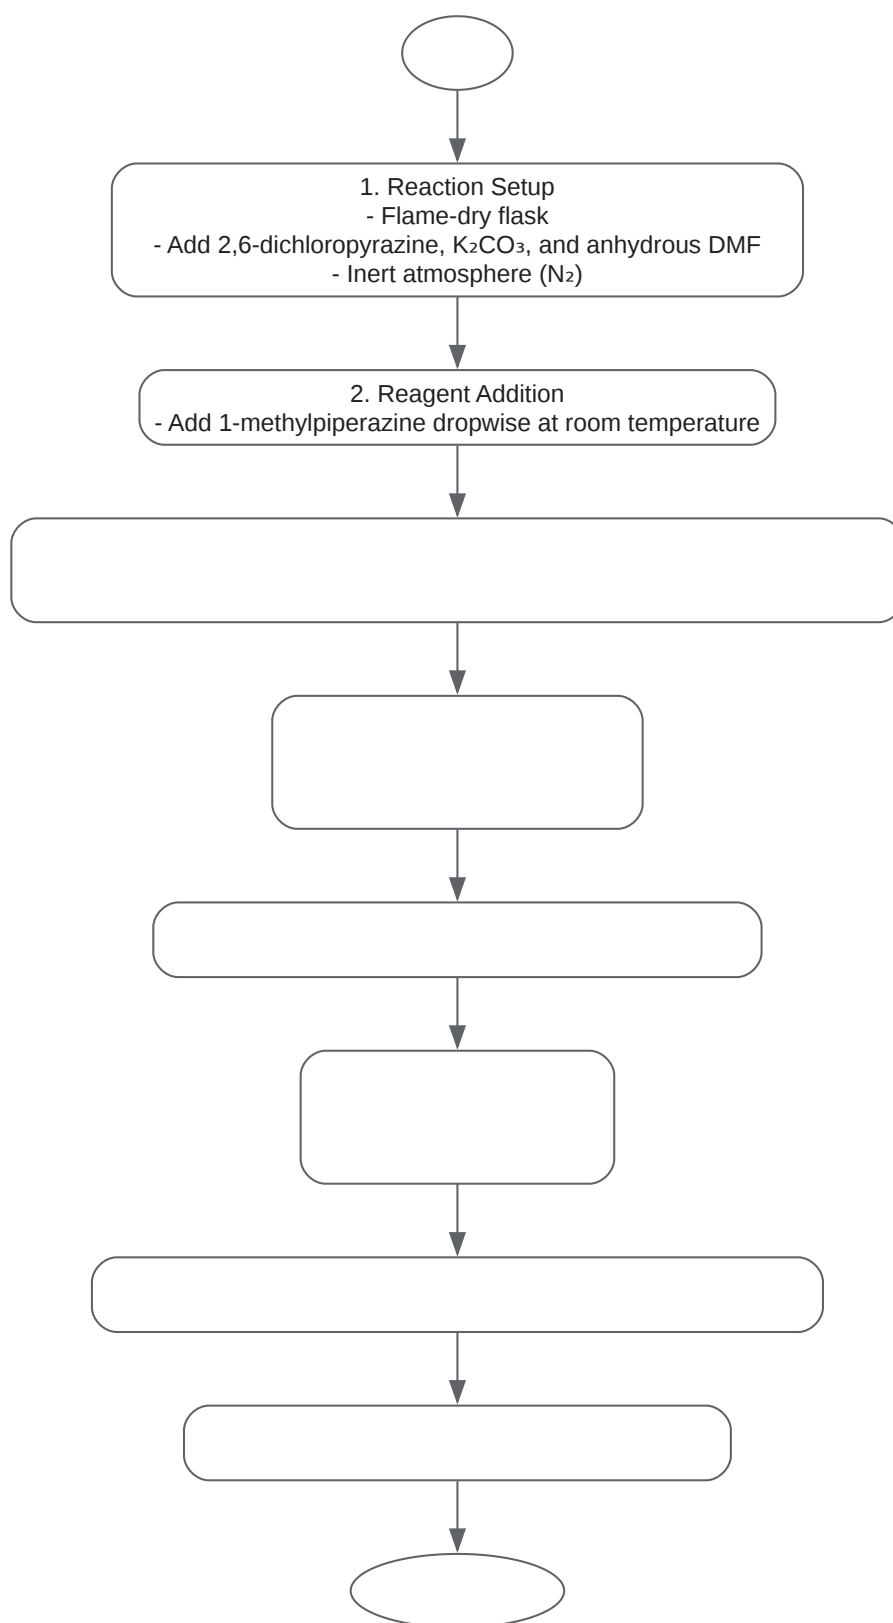 1. Reaction Setup
- Flame-dry flask
- Add 2,6-dichloropyrazine, K₂CO₃, and anhydrous DMF
- Inert atmosphere (N₂)
2. Reagent Addition
- Add 1-methylpiperazine dropwise at room temperature